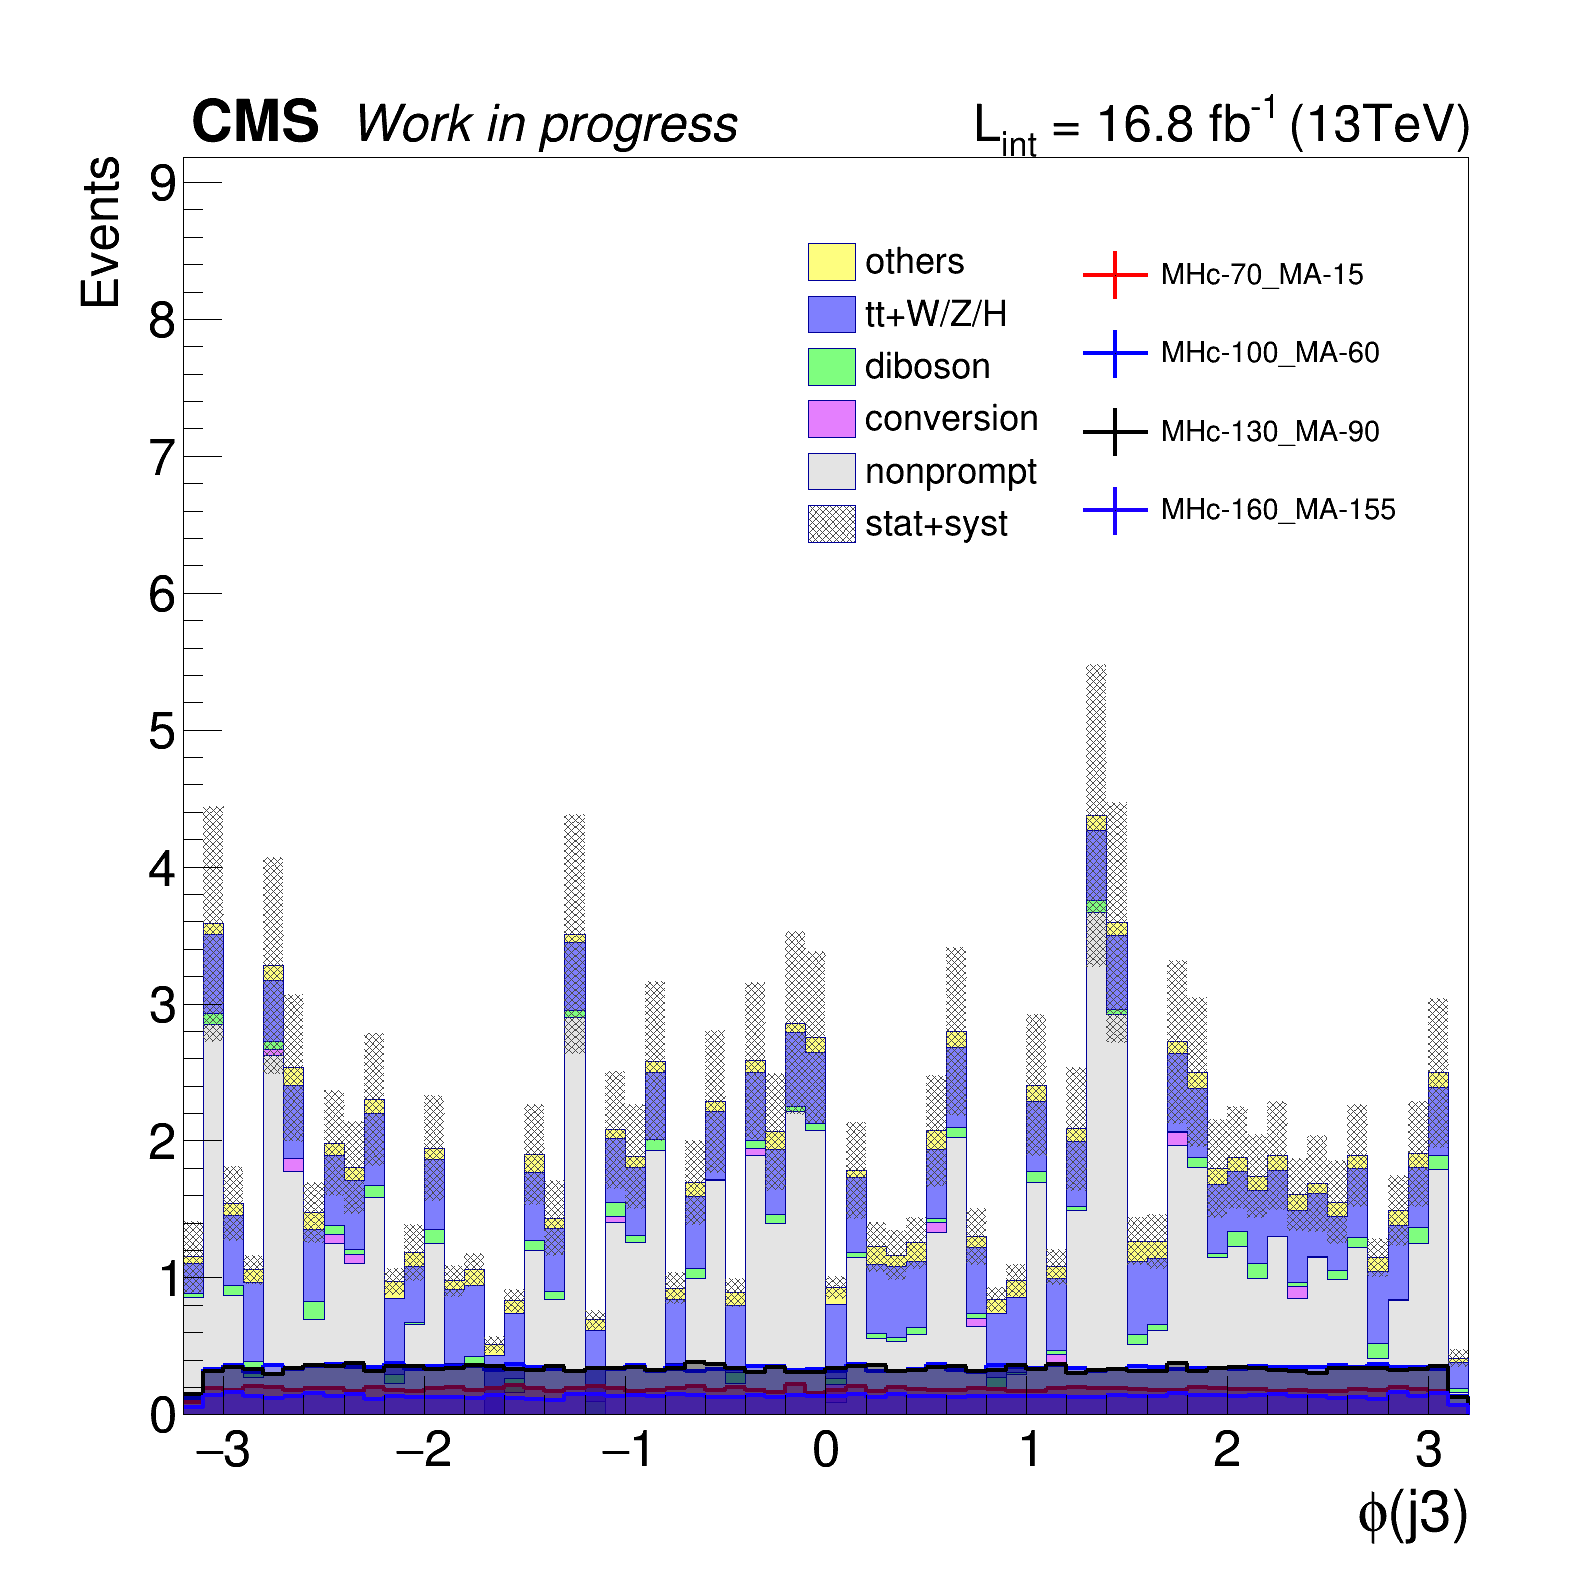 CMS Work in progress
L_int = 16.8 fb^-1 (13TeV)
Events
9
8
7
6
5
4
3
2
1
0
others
tt+W/Z/H
diboson
conversion
nonprompt
stat+syst
MHc-70_MA-15
MHc-100_MA-60
MHc-130_MA-90
MHc-160_MA-155
−3 −2 −1 0 1 2 3
ϕ(j3)